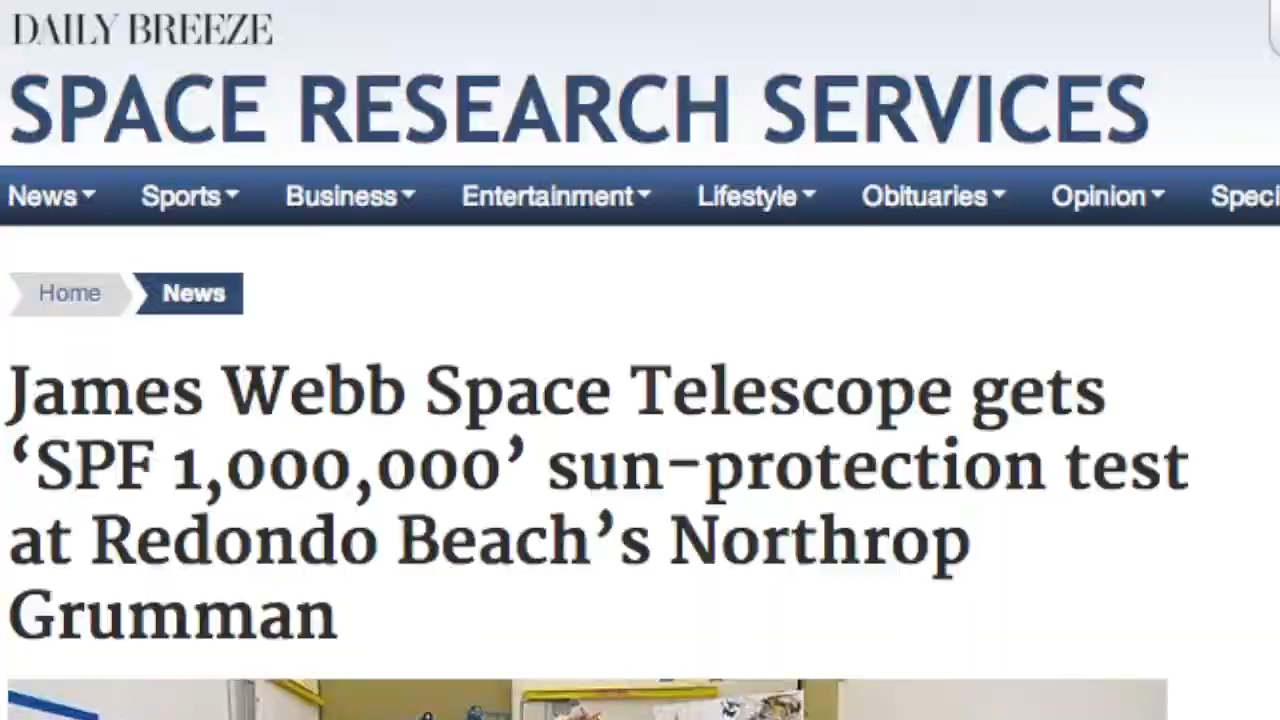 DAILY BREEZE
SPACE RESEARCH SERVICES
News Sports Business Entertainment Lifestyle Obituaries Opinion Speci
Home News
James Webb Space Telescope gets
‘SPF 1,000,000’ sun-protection test
at Redondo Beach’s Northrop
Grumman